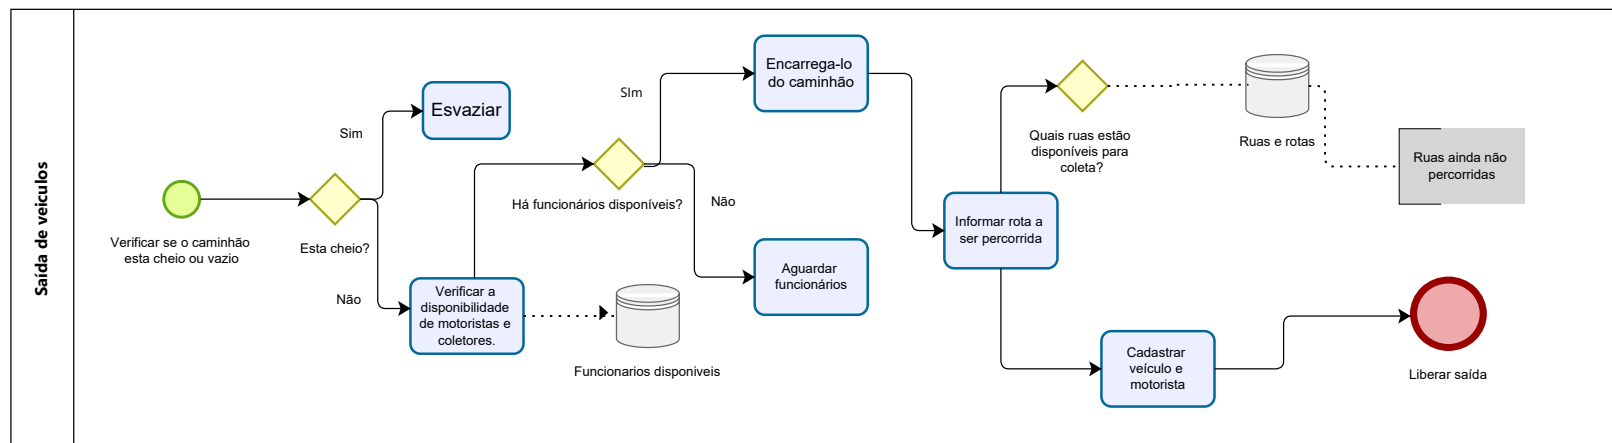 Saída de veiculos
Verificar se o caminhão
esta cheio ou vazio
Esta cheio?
Sim
Não
Esvaziar
Verificar a
disponibilidade
de motoristas e
coletores.
Funcionarios disponiveis
Há funcionários disponíveis?
SIm
Não
Encarrega-lo
do caminhão
Aguardar
funcionários
Informar rota a
ser percorrida
Quais ruas estão
disponíveis para
coleta?
Ruas e rotas
Ruas ainda não
percorridas
Cadastrar
veículo e
motorista
Liberar saída